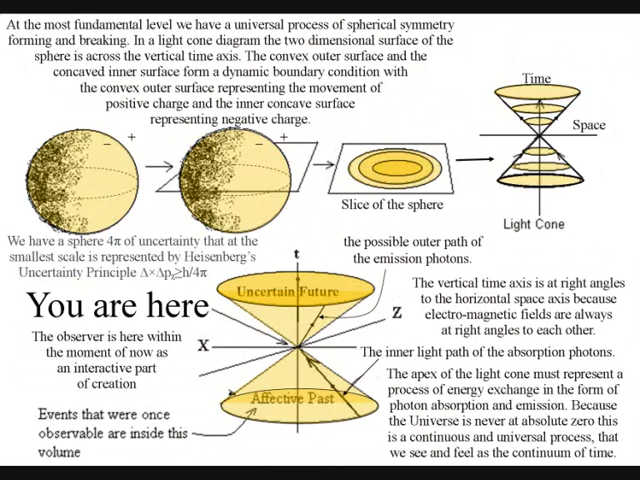 At the most fundamental level we have a universal process of spherical symmetry
forming and breaking. In a light cone diagram the two dimensional surface of the
sphere is across the vertical time axis. The convex outer surface and the
concaved inner surface form a dynamic boundary condition with
the convex outer surface representing the movement of
positive charge and the inner concave surface
representing negative charge.
− +
− +
Time
Space
Slice of the sphere
Light Cone
We have a sphere 4π of uncertainty that at the
smallest scale is represented by Heisenberg's
Uncertainty Principle Δ×Δpₓ≥h/4π
the possible outer path of
the emission photons.
t
Uncertain Future
The vertical time axis is at right angles
to the horizontal space axis because
electro-magnetic fields are always
at right angles to each other.
You are here
Z
X
The observer is here within
the moment of now as
an interactive part
of creation
The inner light path of the absorption photons.
Affective Past
The apex of the light cone must represent a
process of energy exchange in the form of
photon absorption and emission. Because
the Universe is never at absolute zero this
is a continuous and universal process, that
we see and feel as the continuum of time.
Events that were once
observable are inside this
volume